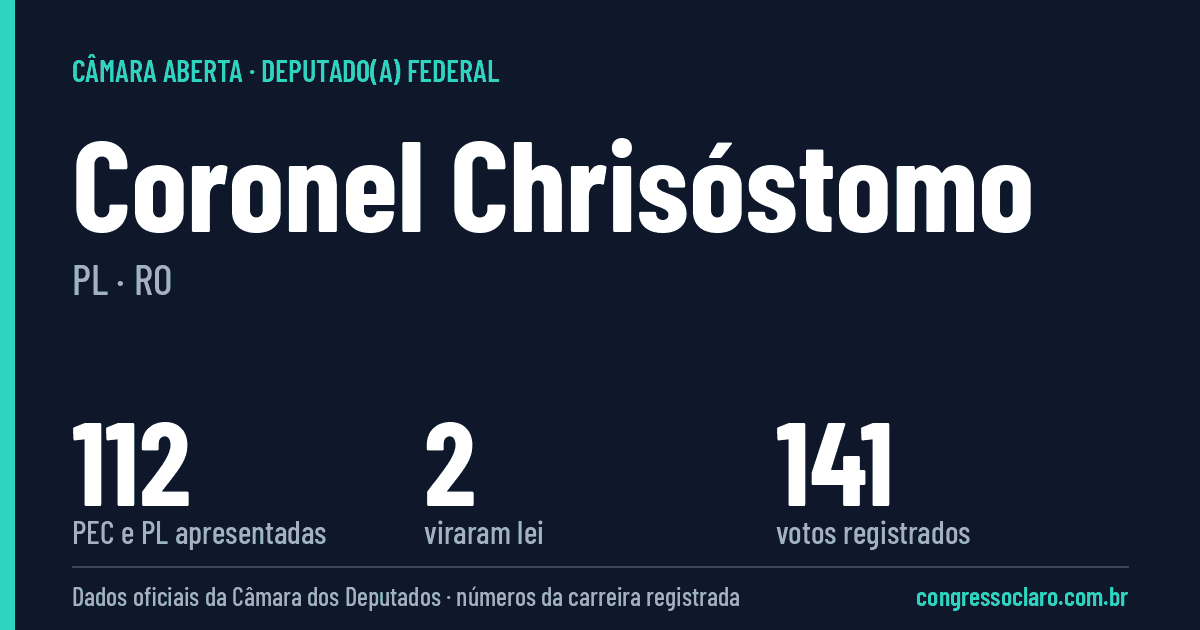 CÂMARA ABERTA · DEPUTADO(A) FEDERAL
Coronel Chrisóstomo
PL · RO
112 2 141
PEC e PL apresentadas viraram lei votos registrados
Dados oficiais da Câmara dos Deputados · números da carreira registrada congressoclaro.com.br